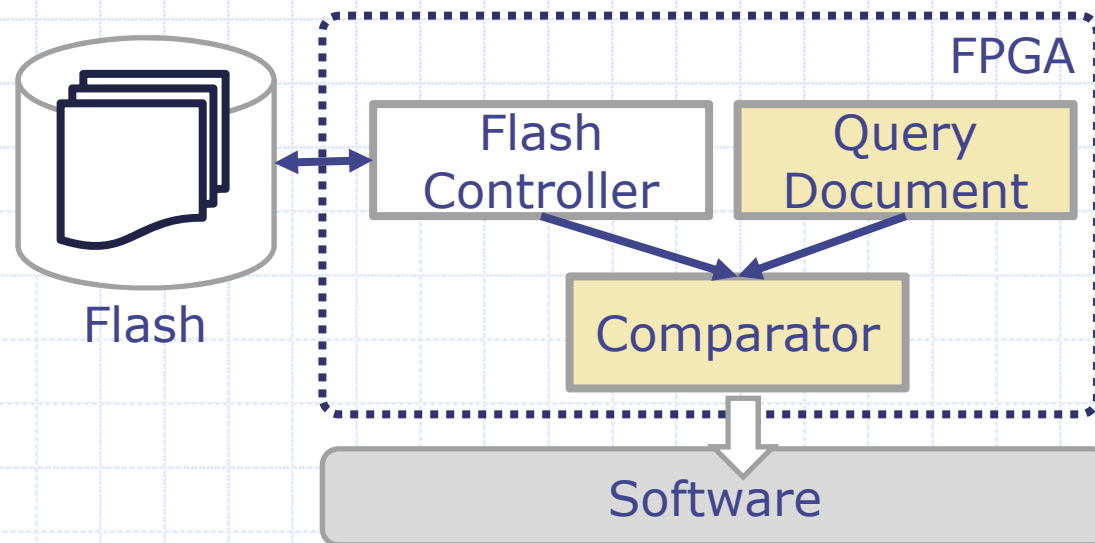 FPGA
Flash
Controller
Query
Document
Flash
Comparator
Software